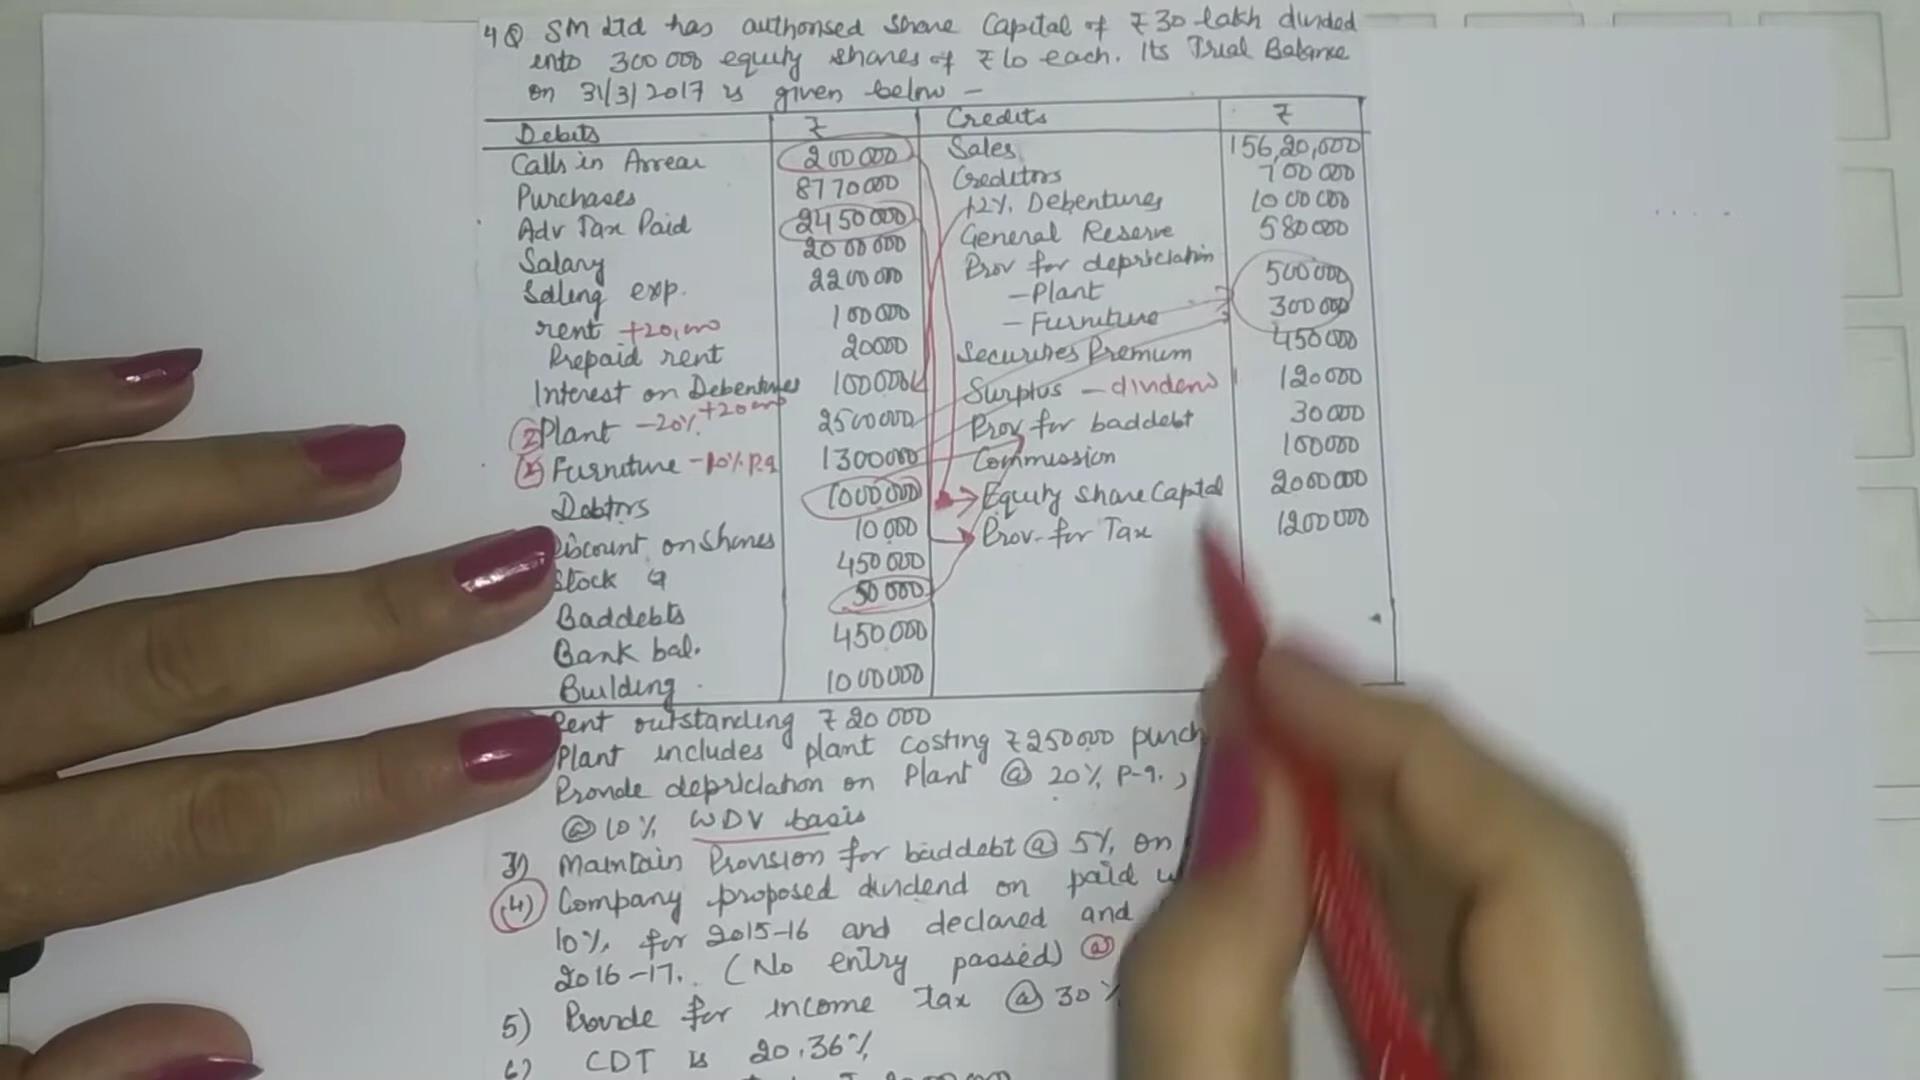 4Q SM Ltd has authorised share Capital of ₹30 lakh divided
into 300000 equity shares of ₹10 each. Its Trial Balance
on 31/3/2017 is given below -
Debits ₹ Credits ₹
Calls in Arrear 200000 Sales 156,20,000
Purchases 8770000 Creditors 700000
Adv Tax Paid 2450000 12% Debentures 1000000
Salary 2000000 General Reserve 580000
Selling exp. 2200000 Prov for depriciation
rent +20,000 100000 - Plant 500000
Prepaid rent 20000 - Furniture 300000
Interest on Debentures 100000 Securities Premium 450000
2 Plant -20% +20000 2500000 Surplus - dividend 120000
2 Furniture -10% p.a 1300000 Prov for baddebt 30000
Debtors 1000000 Commission 100000
Discount on shares 10000 Equity Share Capital 2000000
Stock 450000 Prov. for Tax 1200000
Baddebts 50000
Bank bal. 450000
Building 1000000
Rent outstanding ₹20000
Plant includes plant costing ₹250000 purch
Provide depriciation on Plant @ 20% p.a.,
@ 10% WDV basis
3) Maintain Provision for baddebt @ 5% on
4) Company proposed dividend on paid
10% for 2015-16 and declared and
2016-17. (No entry passed) @
5) Provide for income tax @ 30%
6) CDT is 20.36%